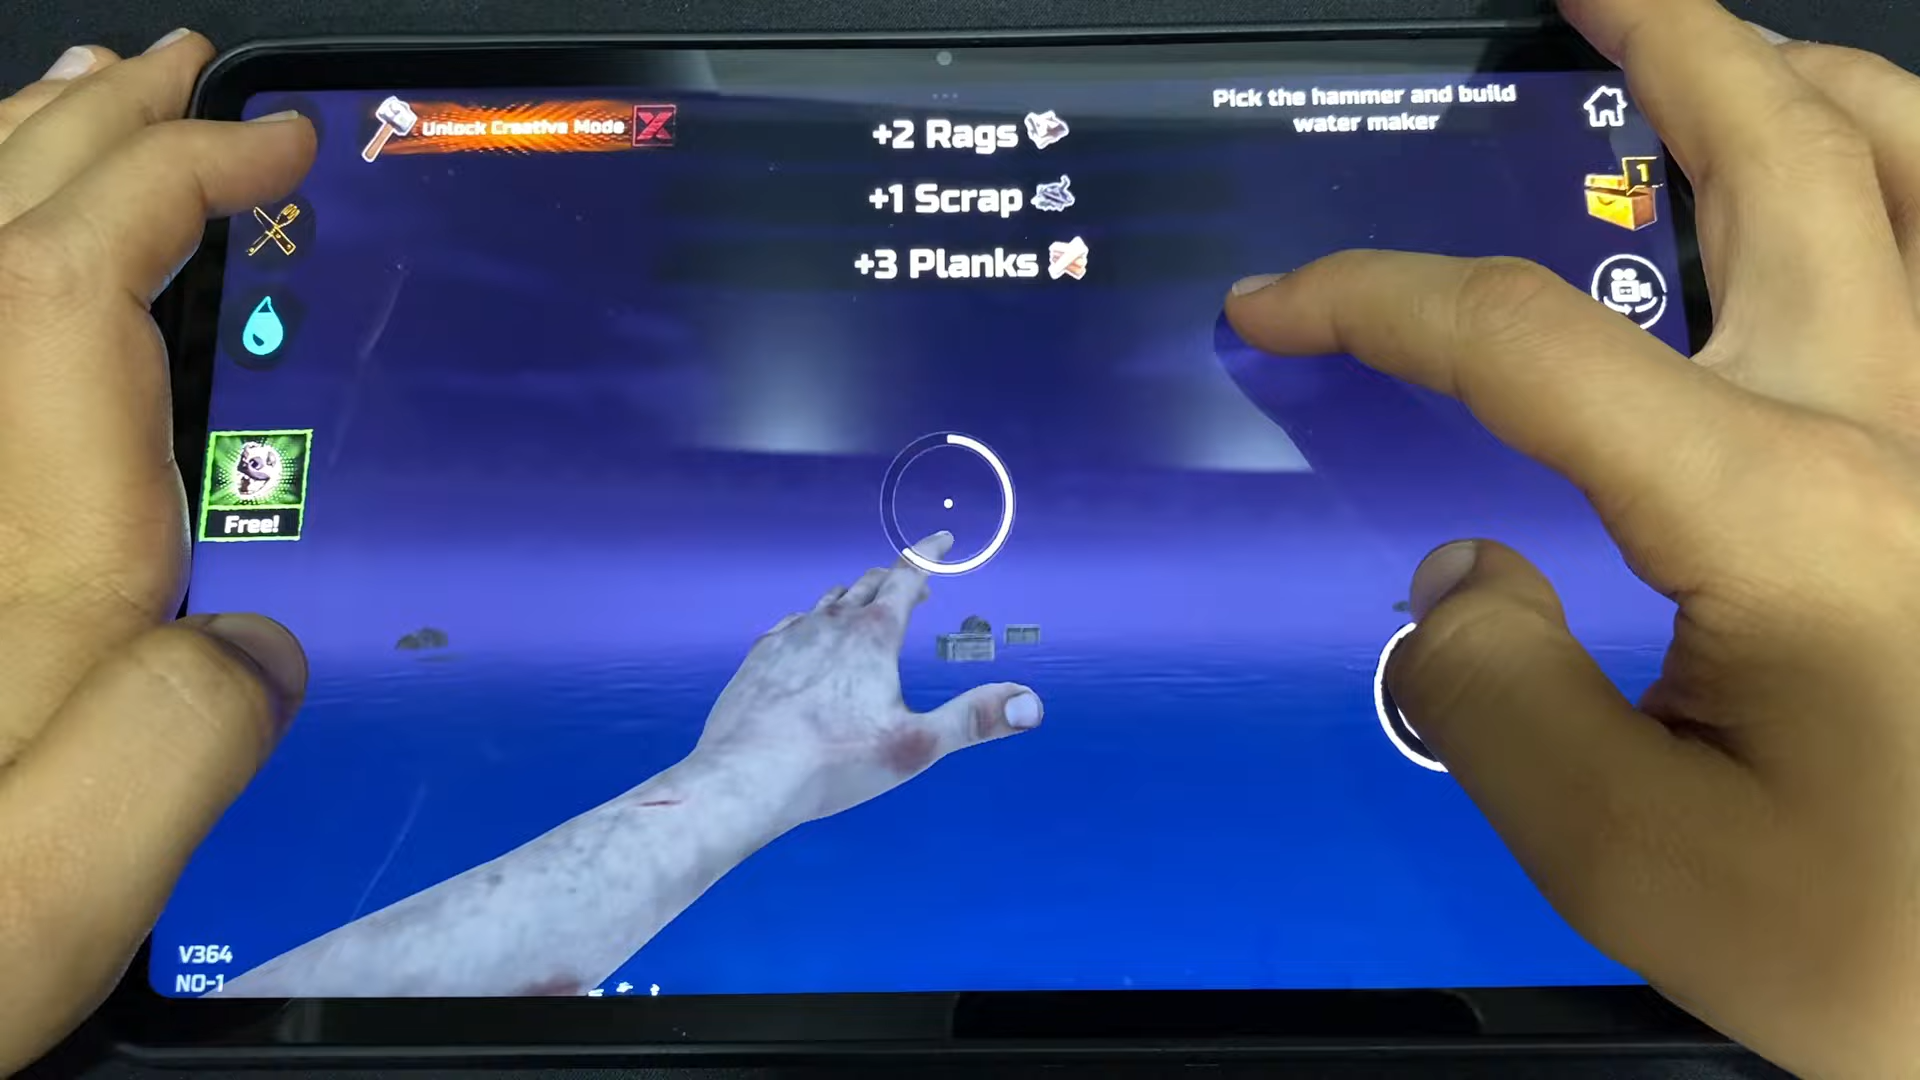 Unlock Creative Mode
+2 Rags
+1 Scrap
+3 Planks
Pick the hammer and build
water maker
1
Free!
V364
NO-1